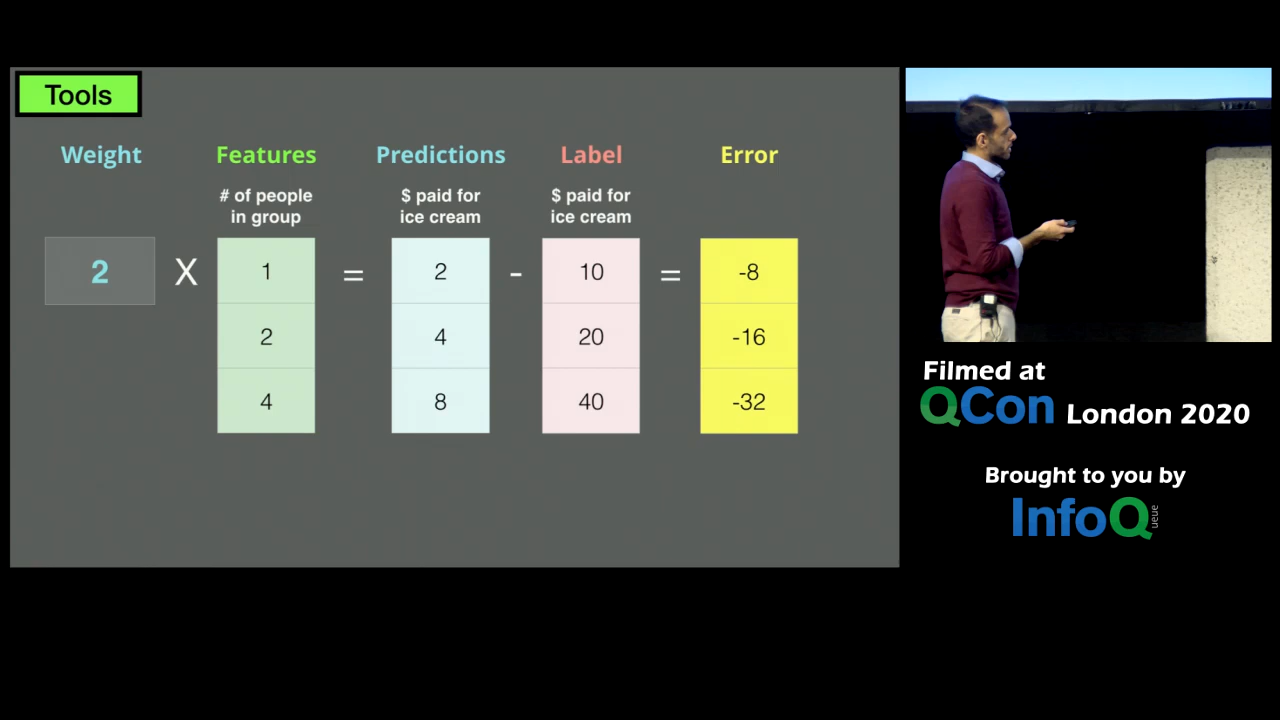 Tools
Weight Features Predictions Label Error
# of people
in group
$ paid for
ice cream
$ paid for
ice cream
2 X 1 = 2 - 10 = -8
2 4 20 -16
4 8 40 -32
Filmed at
QCon London 2020
Brought to you by
InfoQ
ueue